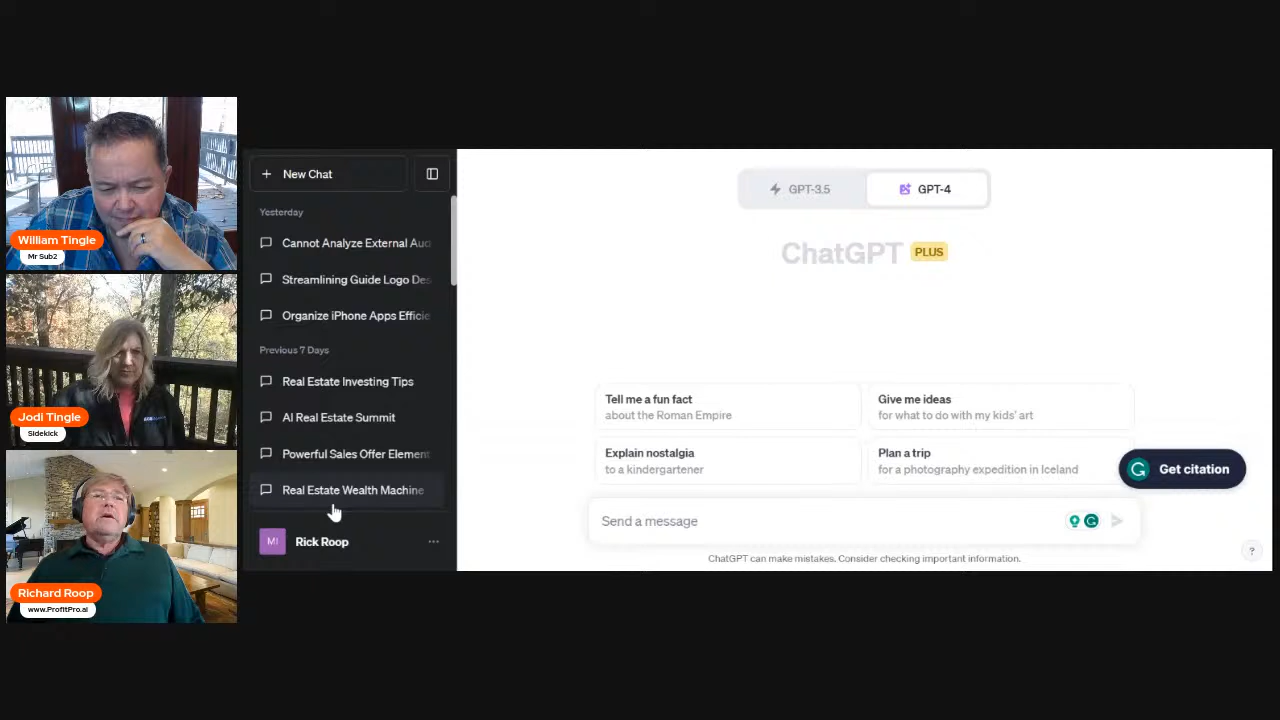 William Tingle
Mr Sub2
Jodi Tingle
Sidekick
Richard Roop
www.ProfitPro.ai
New Chat
Yesterday
Cannot Analyze External Aud
Streamlining Guide Logo Des
Organize iPhone Apps Efficie
Previous 7 Days
Real Estate Investing Tips
AI Real Estate Summit
Powerful Sales Offer Element
Real Estate Wealth Machine
MI
Rick Roop
GPT-3.5
GPT-4
ChatGPT PLUS
Tell me a fun fact
about the Roman Empire
Give me ideas
for what to do with my kids' art
Explain nostalgia
to a kindergartener
Plan a trip
for a photography expedition in Iceland
Get citation
Send a message
ChatGPT can make mistakes. Consider checking important information.
?